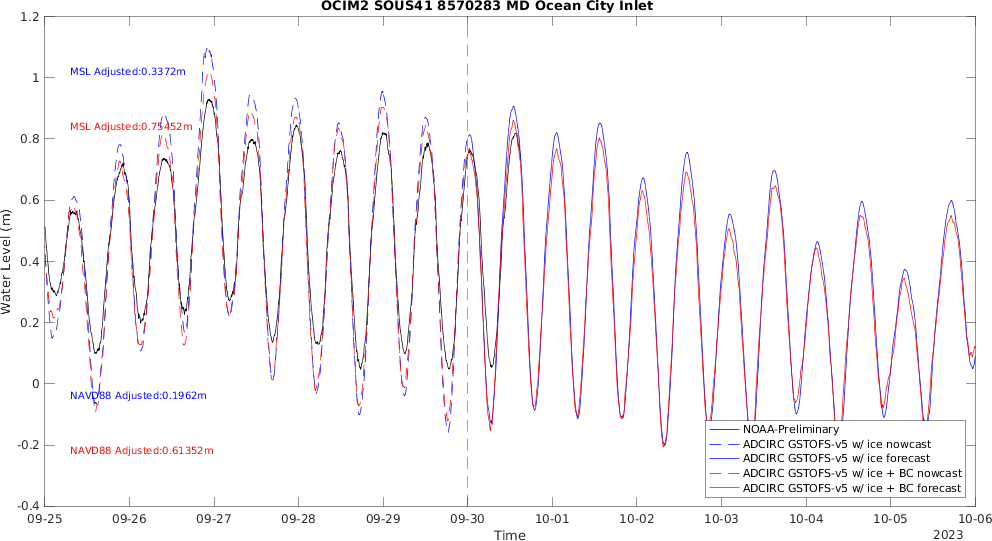 OCIM2 SOUS41 8570283 MD Ocean City Inlet
1.2
1
0.8
0.6
0.4
0.2
0
-0.2
-0.4
Water Level (m)
MSL Adjusted:0.3372m
MSL Adjusted:0.75452m
NAVD88 Adjusted:0.1962m
NAVD88 Adjusted:0.61352m
NOAA-Preliminary
ADCIRC GSTOFS-v5 w/ ice nowcast
ADCIRC GSTOFS-v5 w/ ice forecast
ADCIRC GSTOFS-v5 w/ ice + BC nowcast
ADCIRC GSTOFS-v5 w/ ice + BC forecast
09-25 09-26 09-27 09-28 09-29 09-30 10-01 10-02 10-03 10-04 10-05 10-06
Time
2023